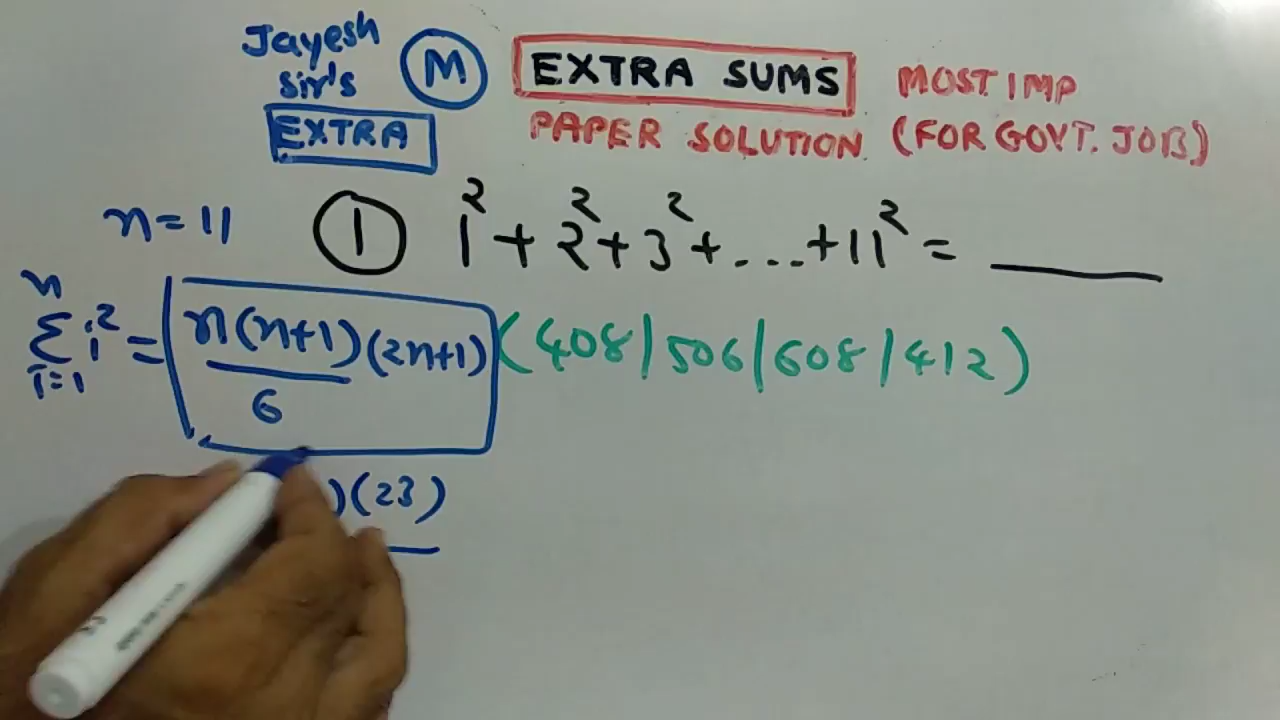 Jayesh Sir's EXTRA
M
EXTRA SUMS MOST IMP
PAPER SOLUTION (FOR GOVT. JOB)
n = 11
① 1² + 2² + 3² + ... + 11² = ______
n Σ i=1 i² = n(n+1)(2n+1) / 6
(408/506/608/412)
)(23)